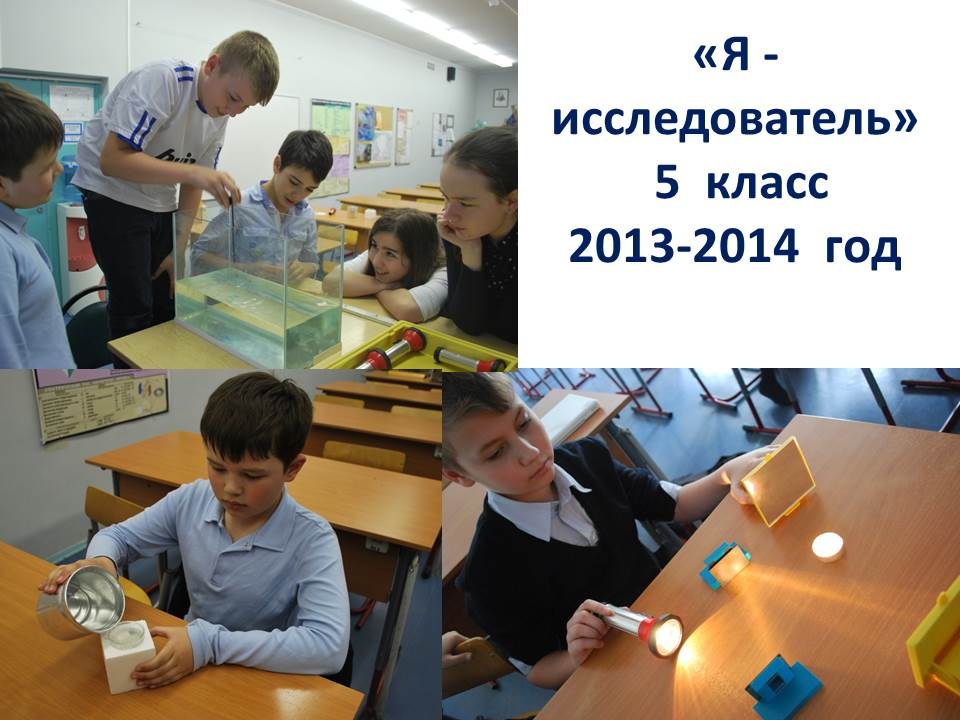 «Я -
исследователь»
5 класс
2013-2014 год